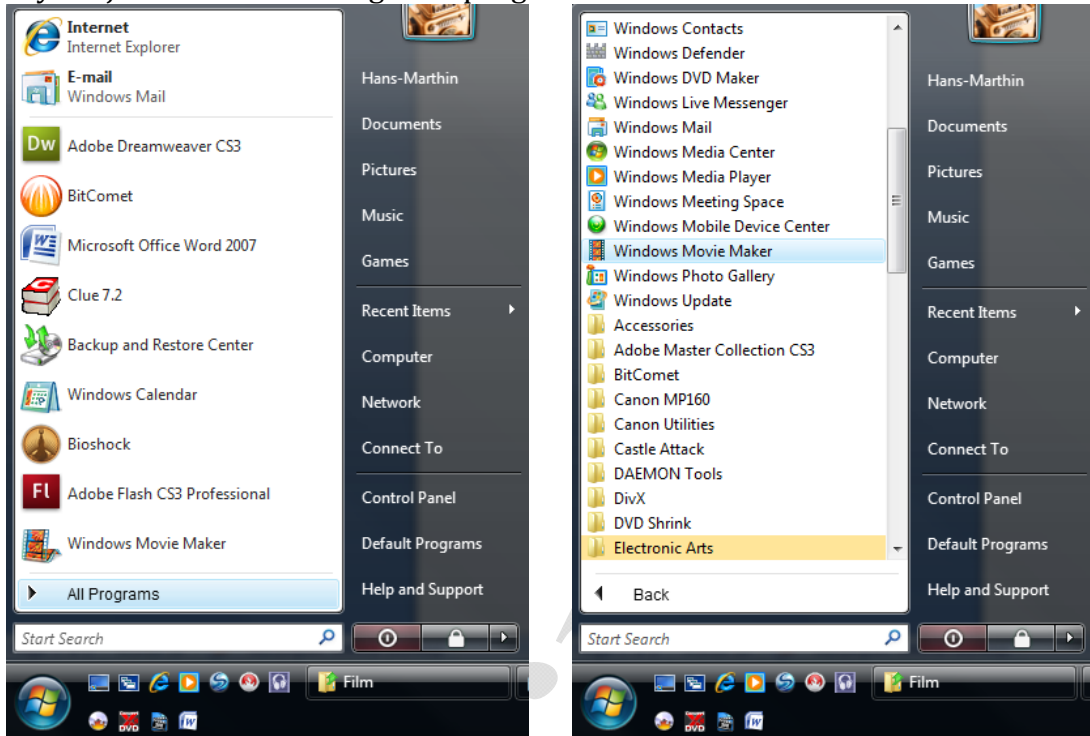 Internet
Internet Explorer
E-mail
Windows Mail
Dw Adobe Dreamweaver CS3
BitComet
Microsoft Office Word 2007
Clue 7.2
Backup and Restore Center
Windows Calendar
Bioshock
Fl Adobe Flash CS3 Professional
Windows Movie Maker
All Programs
Start Search
Hans-Marthin
Documents
Pictures
Music
Games
Recent Items
Computer
Network
Connect To
Control Panel
Default Programs
Help and Support
Film
Windows Contacts
Windows Defender
Windows DVD Maker
Windows Live Messenger
Windows Mail
Windows Media Center
Windows Media Player
Windows Meeting Space
Windows Mobile Device Center
Windows Movie Maker
Windows Photo Gallery
Windows Update
Accessories
Adobe Master Collection CS3
BitComet
Canon MP160
Canon Utilities
Castle Attack
DAEMON Tools
DivX
DVD Shrink
Electronic Arts
Back
Start Search
Hans-Marthin
Documents
Pictures
Music
Games
Recent Items
Computer
Network
Connect To
Control Panel
Default Programs
Help and Support
Film